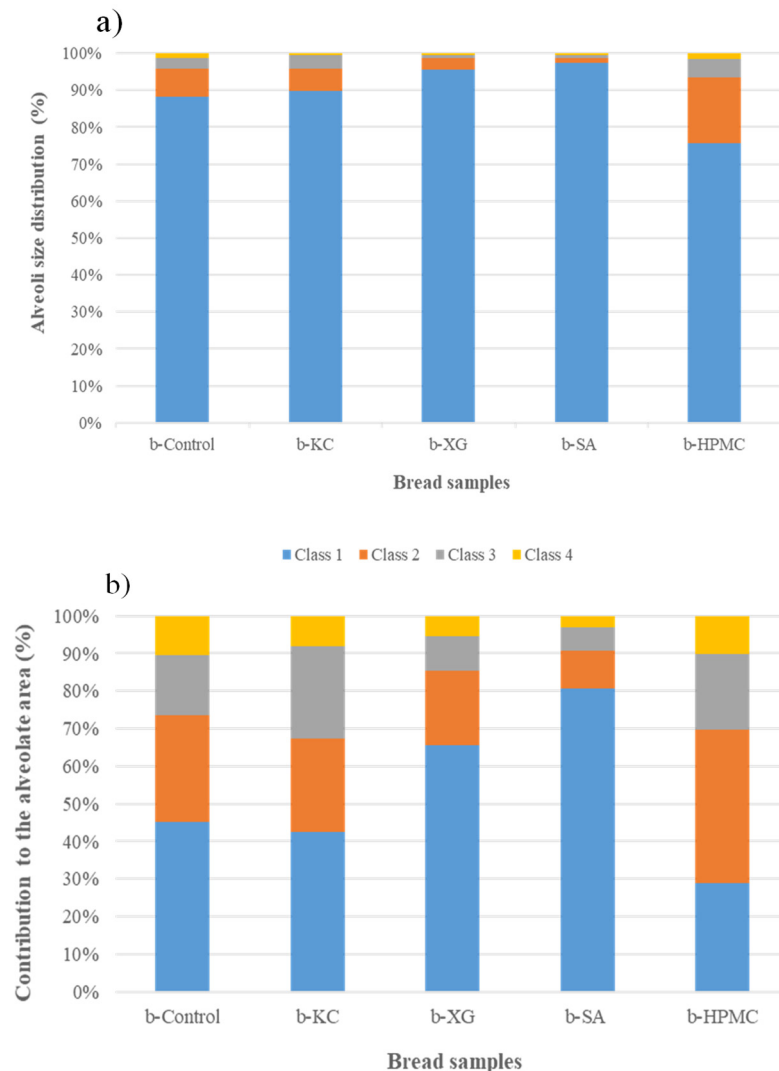 a)
Alveoli size distribution (%)
100%
90%
80%
70%
60%
50%
40%
30%
20%
10%
0%
b-Control b-KC b-XG b-SA b-HPMC
Bread samples
Class 1 Class 2 Class 3 Class 4
b)
Contribution to the alveolate area (%)
100%
90%
80%
70%
60%
50%
40%
30%
20%
10%
0%
b-Control b-KC b-XG b-SA b-HPMC
Bread samples